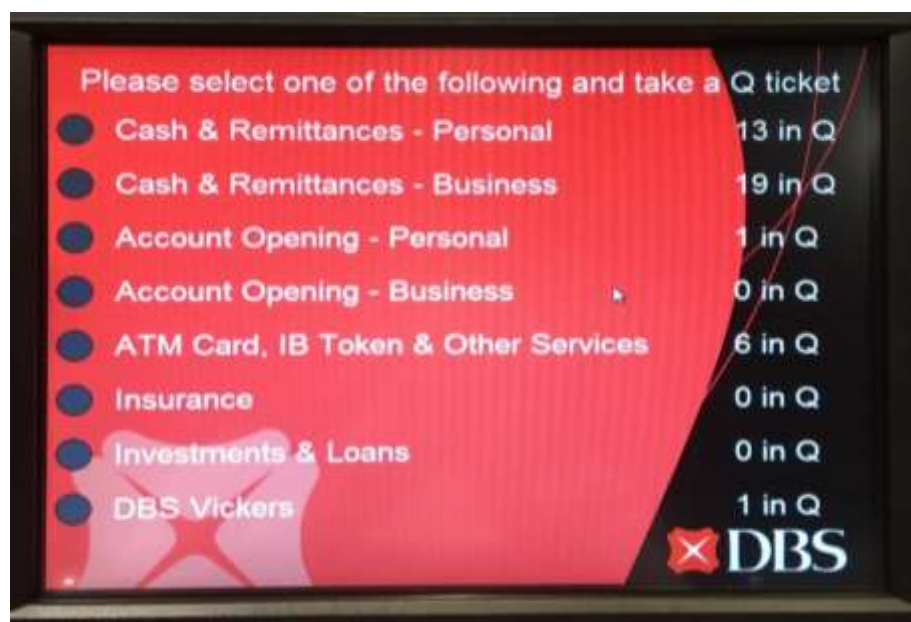 Please select one of the following and take a Q ticket
Cash & Remittances - Personal 13 in Q
Cash & Remittances - Business 19 in Q
Account Opening - Personal 1 in Q
Account Opening - Business 0 in Q
ATM Card, IB Token & Other Services 6 in Q
Insurance 0 in Q
Investments & Loans 0 in Q
DBS Vickers 1 in Q
DBS